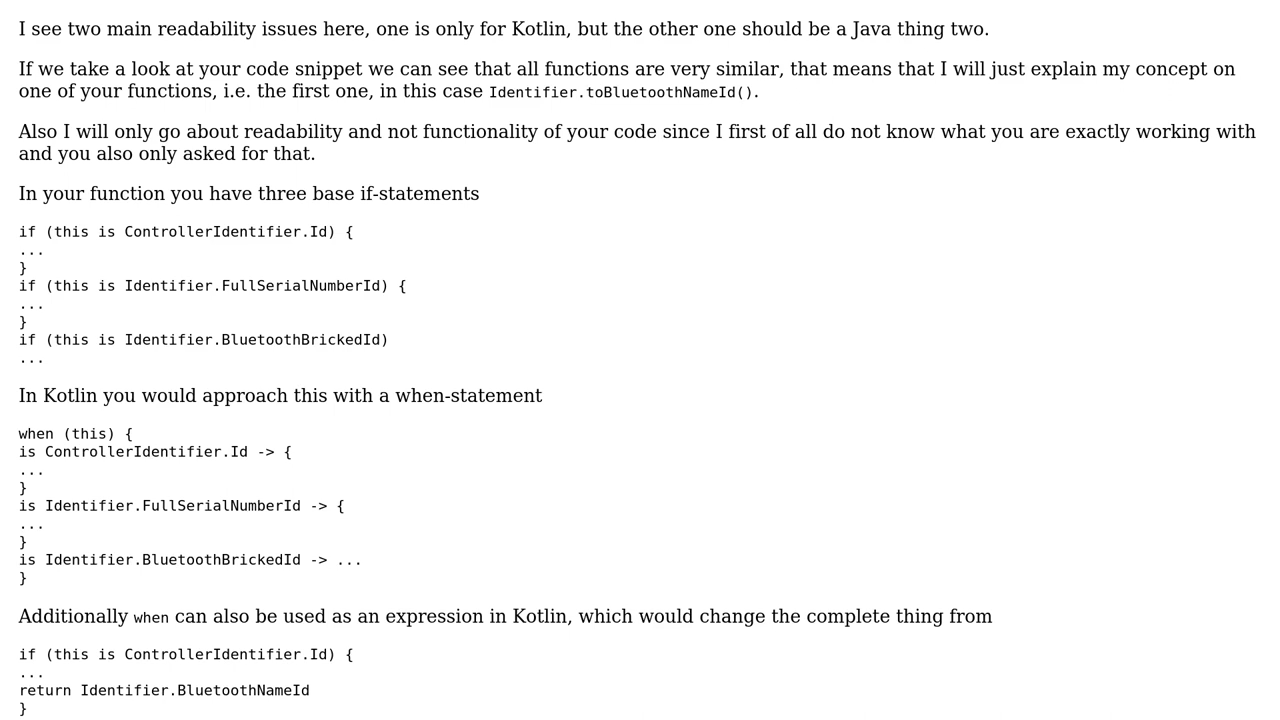 I see two main readability issues here, one is only for Kotlin, but the other one should be a Java thing two.
If we take a look at your code snippet we can see that all functions are very similar, that means that I will just explain my concept on
one of your functions, i.e. the first one, in this case Identifier.toBluetoothNameId().
Also I will only go about readability and not functionality of your code since I first of all do not know what you are exactly working with
and you also only asked for that.
In your function you have three base if-statements
if (this is ControllerIdentifier.Id) {
...
}
if (this is Identifier.FullSerialNumberId) {
...
}
if (this is Identifier.BluetoothBrickedId)
...
In Kotlin you would approach this with a when-statement
when (this) {
is ControllerIdentifier.Id -> {
...
}
is Identifier.FullSerialNumberId -> {
...
}
is Identifier.BluetoothBrickedId -> ...
}
Additionally when can also be used as an expression in Kotlin, which would change the complete thing from
if (this is ControllerIdentifier.Id) {
...
return Identifier.BluetoothNameId
}